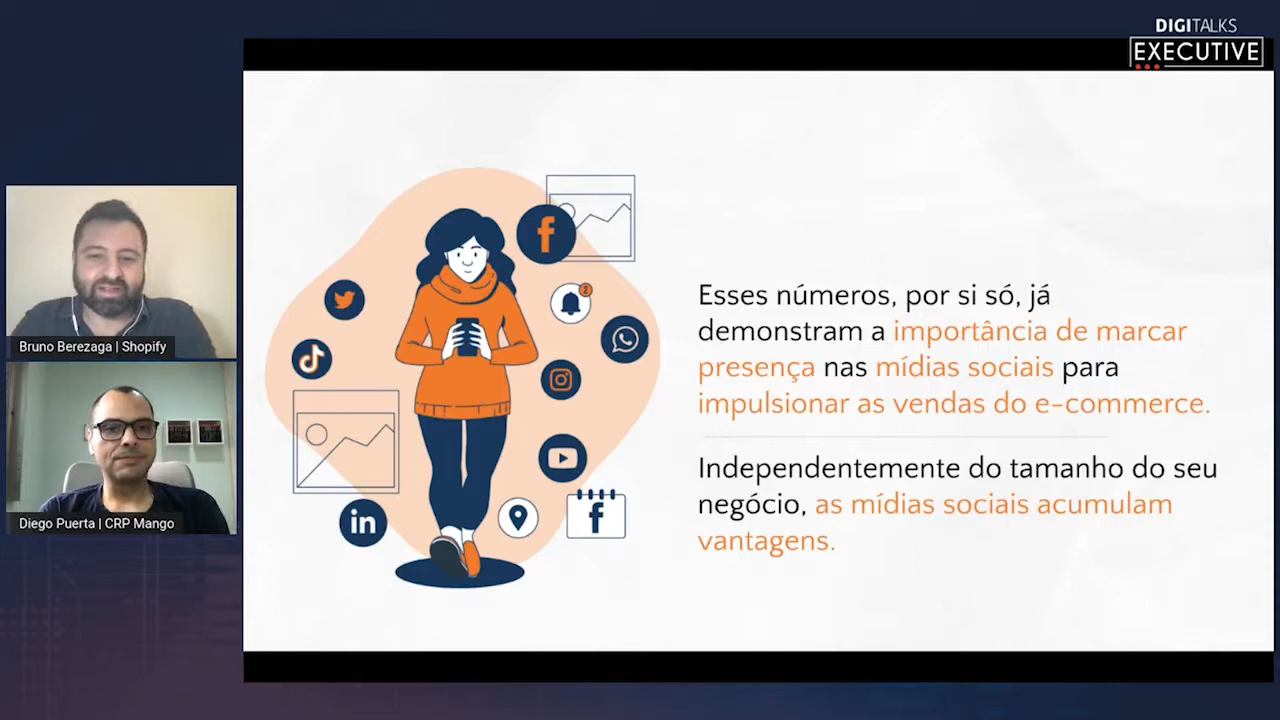 DIGITALKS
EXECUTIVE
Bruno Berezaga | Shopify
Diego Puerta | CRP Mango
2
Esses números, por si só, já
demonstram a importância de marcar
presença nas mídias sociais para
impulsionar as vendas do e-commerce.
Independentemente do tamanho do seu
negócio, as mídias sociais acumulam
vantagens.